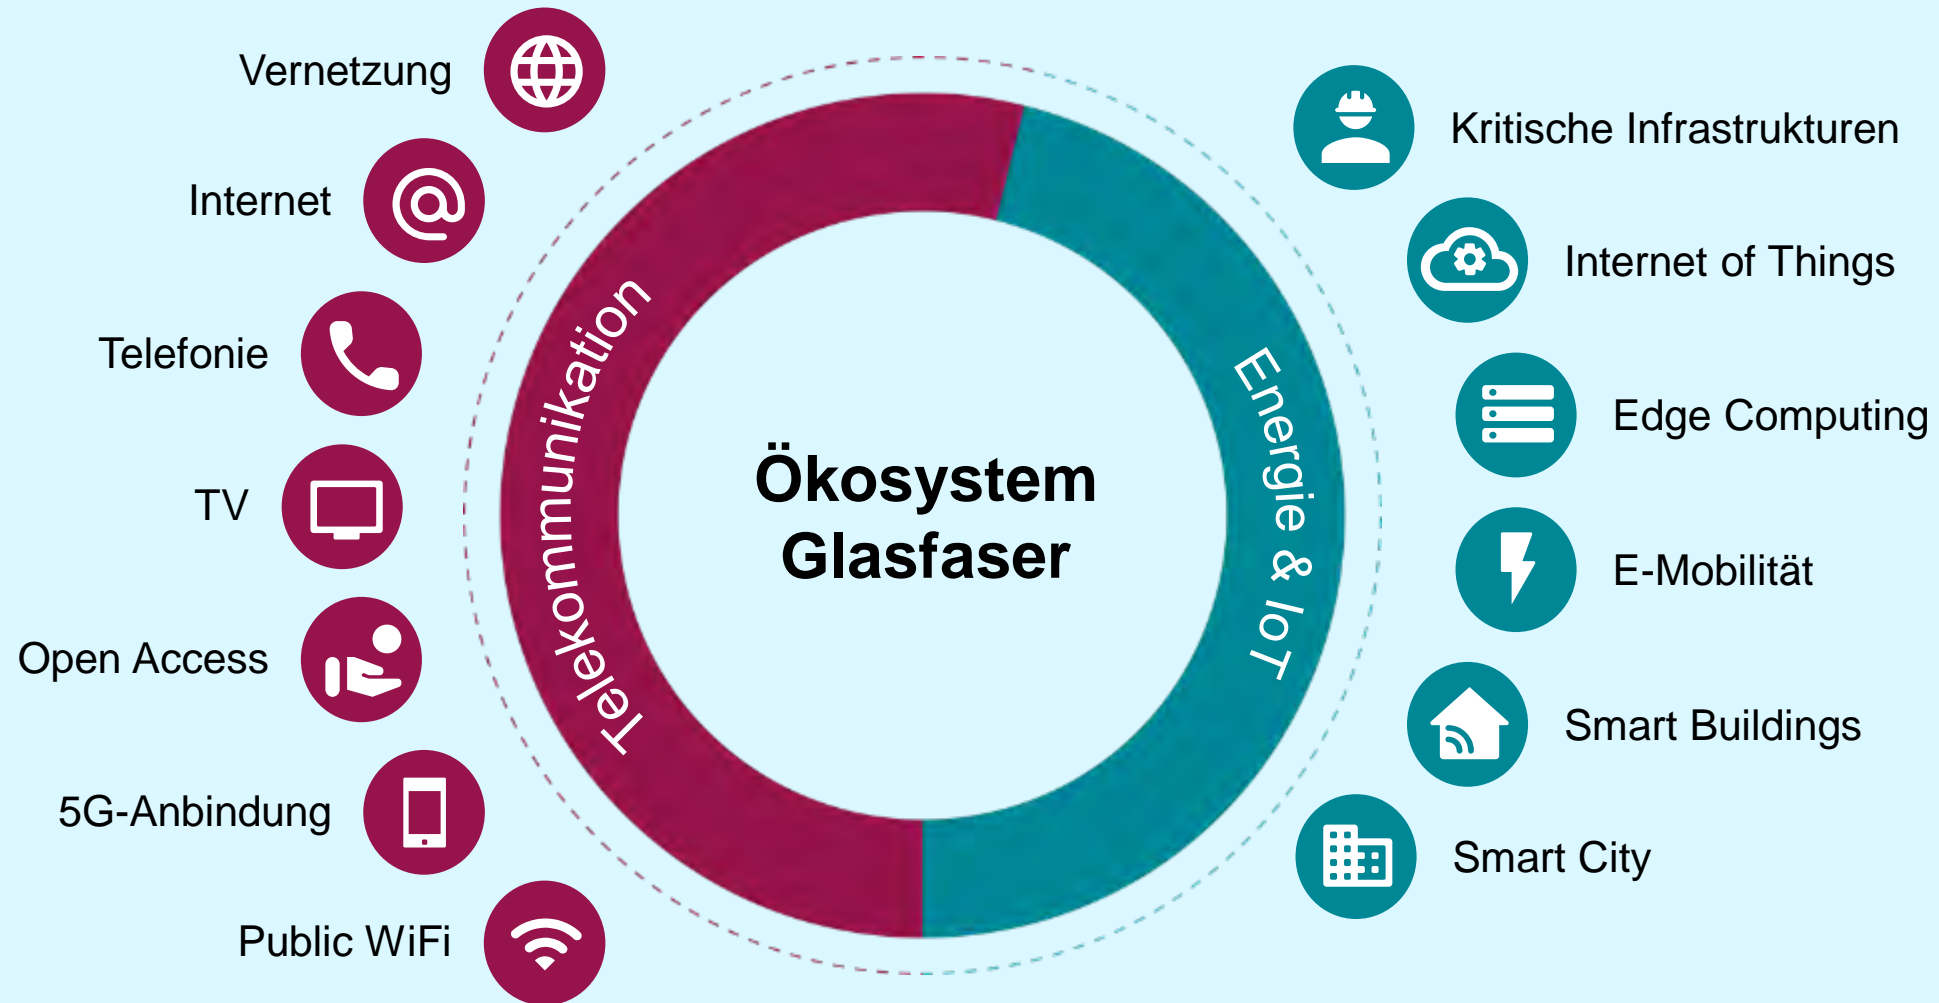 Vernetzung
Internet
Telefonie
TV
Open Access
5G-Anbindung
Public WiFi
Telekommunikation
Ökosystem
Glasfaser
Energie & IoT
Kritische Infrastrukturen
Internet of Things
Edge Computing
E-Mobilität
Smart Buildings
Smart City